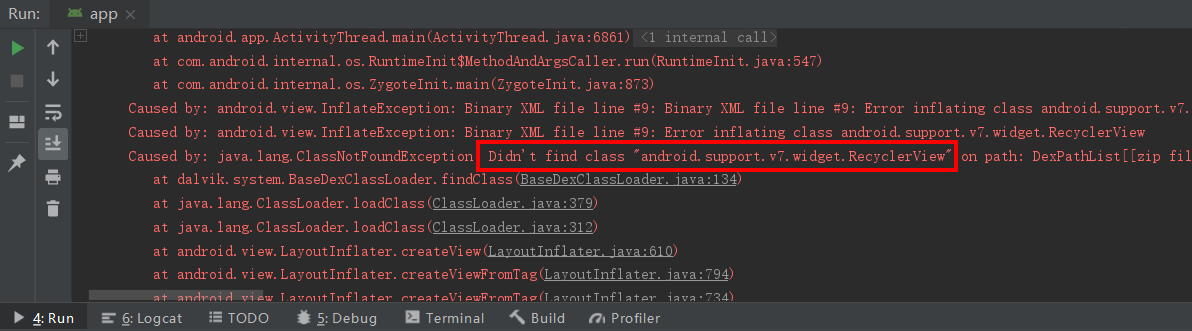 Run: app ×
at android.app.ActivityThread.main(ActivityThread.java:6861) <1 internal call>
at com.android.internal.os.RuntimeInit$MethodAndArgsCaller.run(RuntimeInit.java:547)
at com.android.internal.os.ZygoteInit.main(ZygoteInit.java:873)
Caused by: android.view.InflateException: Binary XML file line #9: Binary XML file line #9: Error inflating class android.support.v7.
Caused by: android.view.InflateException: Binary XML file line #9: Error inflating class android.support.v7.widget.RecyclerView
Caused by: java.lang.ClassNotFoundException Didn't find class "android.support.v7.widget.RecyclerView" on path: DexPathList[[zip fil
at dalvik.system.BaseDexClassLoader.findClass(BaseDexClassLoader.java:134)
at java.lang.ClassLoader.loadClass(ClassLoader.java:379)
at java.lang.ClassLoader.loadClass(ClassLoader.java:312)
at android.view.LayoutInflater.createView(LayoutInflater.java:610)
at android.view.LayoutInflater.createViewFromTag(LayoutInflater.java:794)
at android.view.LayoutInflater.createViewFromTag(LayoutInflater.java:734)
4: Run 6: Logcat TODO 5: Debug Terminal Build Profiler